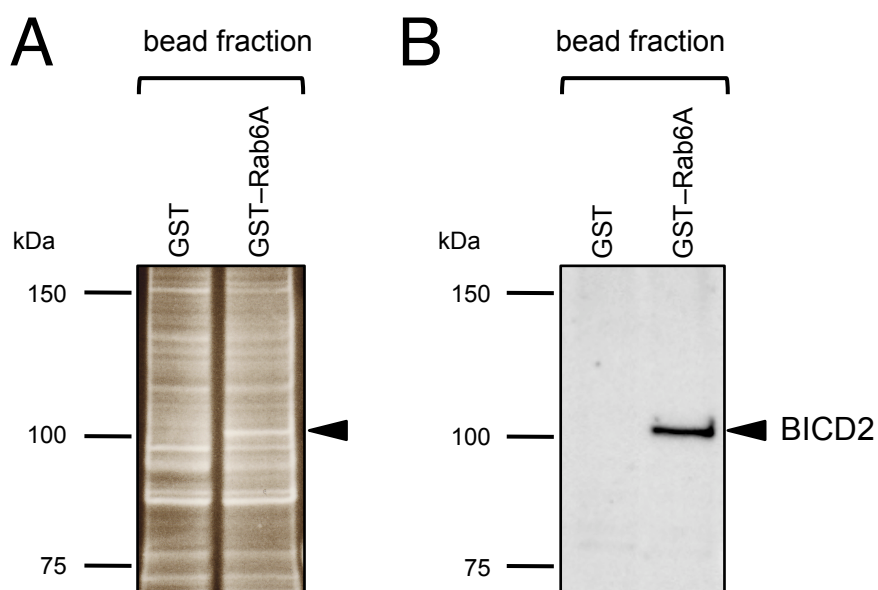 A
bead fraction
GST
GST–Rab6A
kDa
150
100
75
B
bead fraction
GST
GST–Rab6A
kDa
150
100
BICD2
75